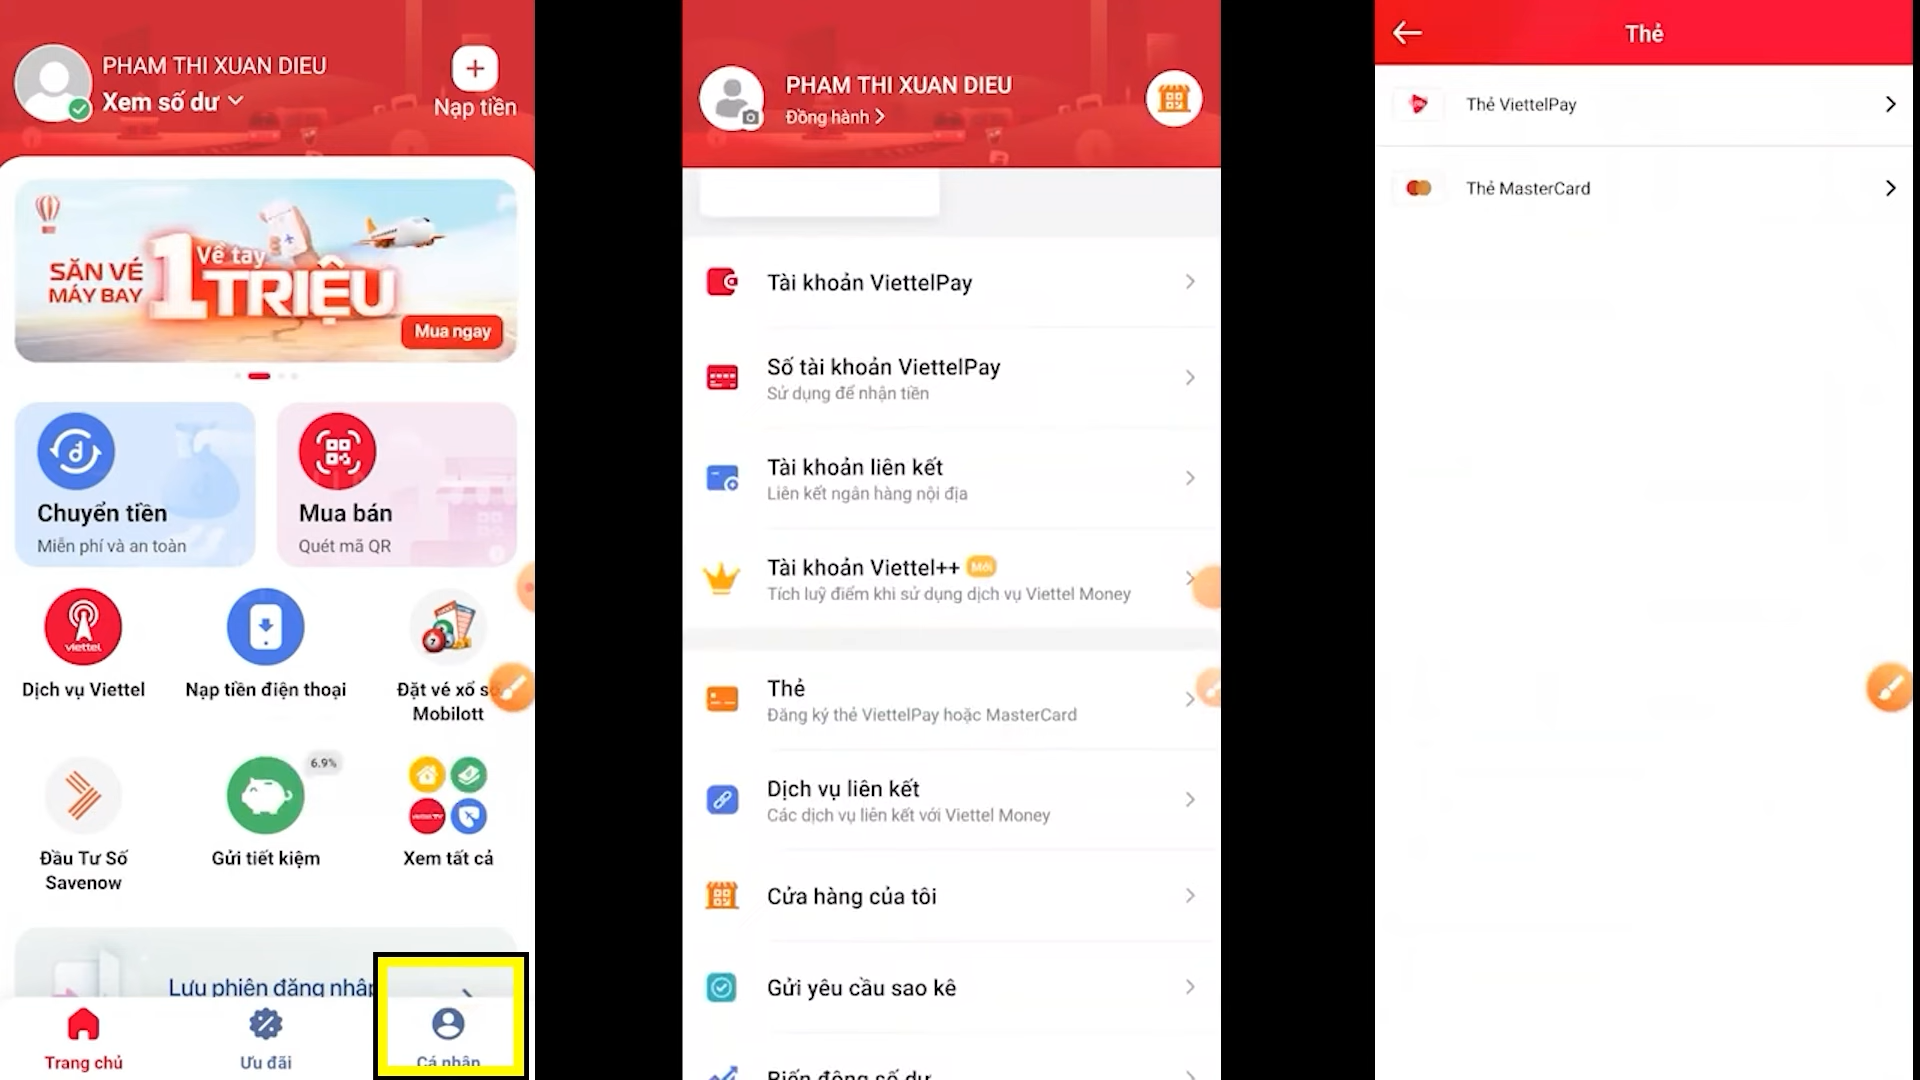 PHAM THI XUAN DIEU
Xem số dư
Nạp tiền
SĂN VÉ
MÁY BAY
Về tay
1 TRIỆU
Mua ngay
Chuyển tiền
Miễn phí và an toàn
Mua bán
Quét mã QR
viettel
Dịch vụ Viettel
Nạp tiền điện thoại
Đặt vé xổ số
Mobilott
6.9%
Đầu Tư Số
Savenow
Gửi tiết kiệm
Xem tất cả
Lưu phiên đăng nhập
Trang chủ
Ưu đãi
Cá nhân
PHAM THI XUAN DIEU
Đồng hành
Tài khoản ViettelPay
Số tài khoản ViettelPay
Sử dụng để nhận tiền
Tài khoản liên kết
Liên kết ngân hàng nội địa
Tài khoản Viettel++ Mới
Tích luỹ điểm khi sử dụng dịch vụ Viettel Money
Thẻ
Đăng ký thẻ ViettelPay hoặc MasterCard
Dịch vụ liên kết
Các dịch vụ liên kết với Viettel Money
Cửa hàng của tôi
Gửi yêu cầu sao kê
Biến động số dư
Thẻ
Thẻ ViettelPay
Thẻ MasterCard